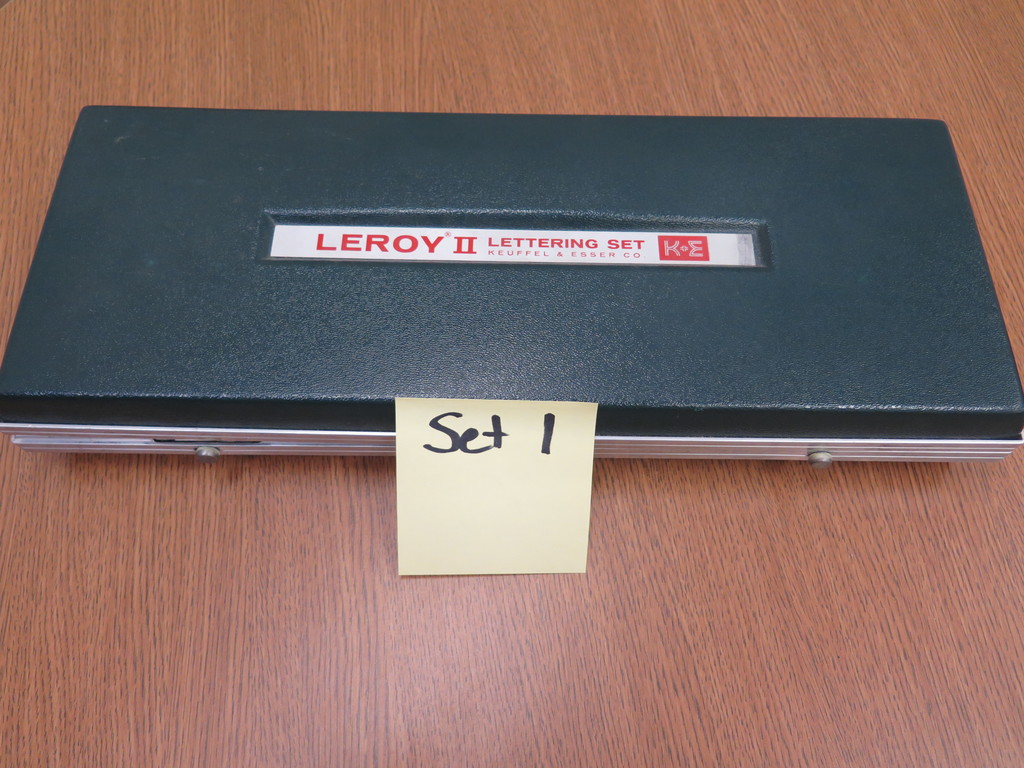 LEROY® II LETTERING SET
KEUFFEL & ESSER CO
K+E
Set 1